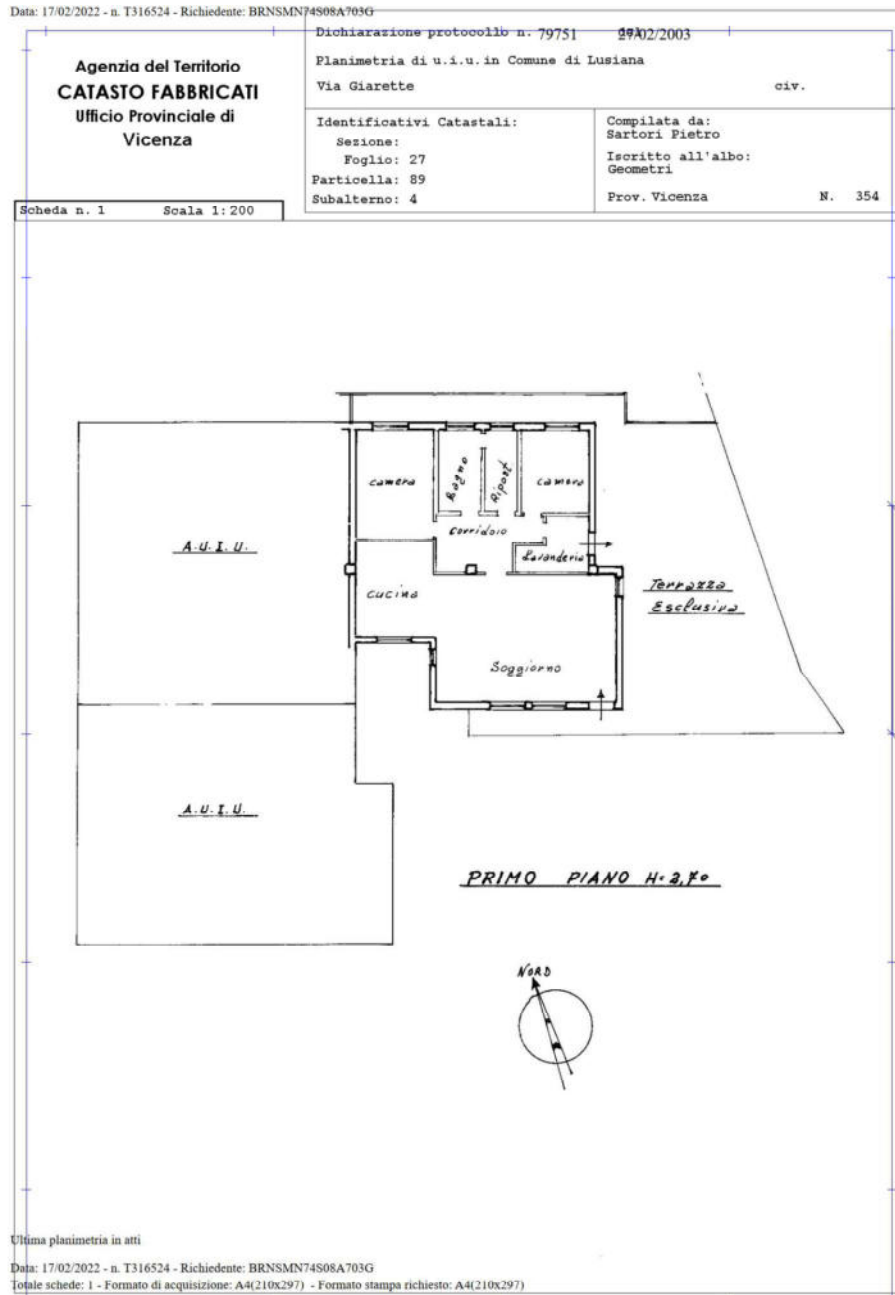 Data: 17/02/2022 - n. T316524 - Richiedente: BRNSMN74S08A703G
Agenzia del Territorio
CATASTO FABBRICATI
Ufficio Provinciale di
Vicenza
Dichiarazione protocollo n. 79751 del 27/02/2003
Planimetria di u.i.u. in Comune di Lusiana
Via Giarette civ.
Identificativi Catastali:
Sezione:
Foglio: 27
Particella: 89
Subalterno: 4
Compilata da:
Sartori Pietro
Iscritto all'albo:
Geometri
Prov. Vicenza N. 354
Scheda n. 1 Scala 1:200
camera
Bagno
Ripost
camera
corridoio
Lavanderia
A.U.I.U.
cucina
Terrazza
Esclusiva
Soggiorno
A.U.I.U.
PRIMO PIANO H=2,70
NORD
Ultima planimetria in atti
Data: 17/02/2022 - n. T316524 - Richiedente: BRNSMN74S08A703G
Totale schede: 1 - Formato di acquisizione: A4(210x297) - Formato stampa richiesto: A4(210x297)